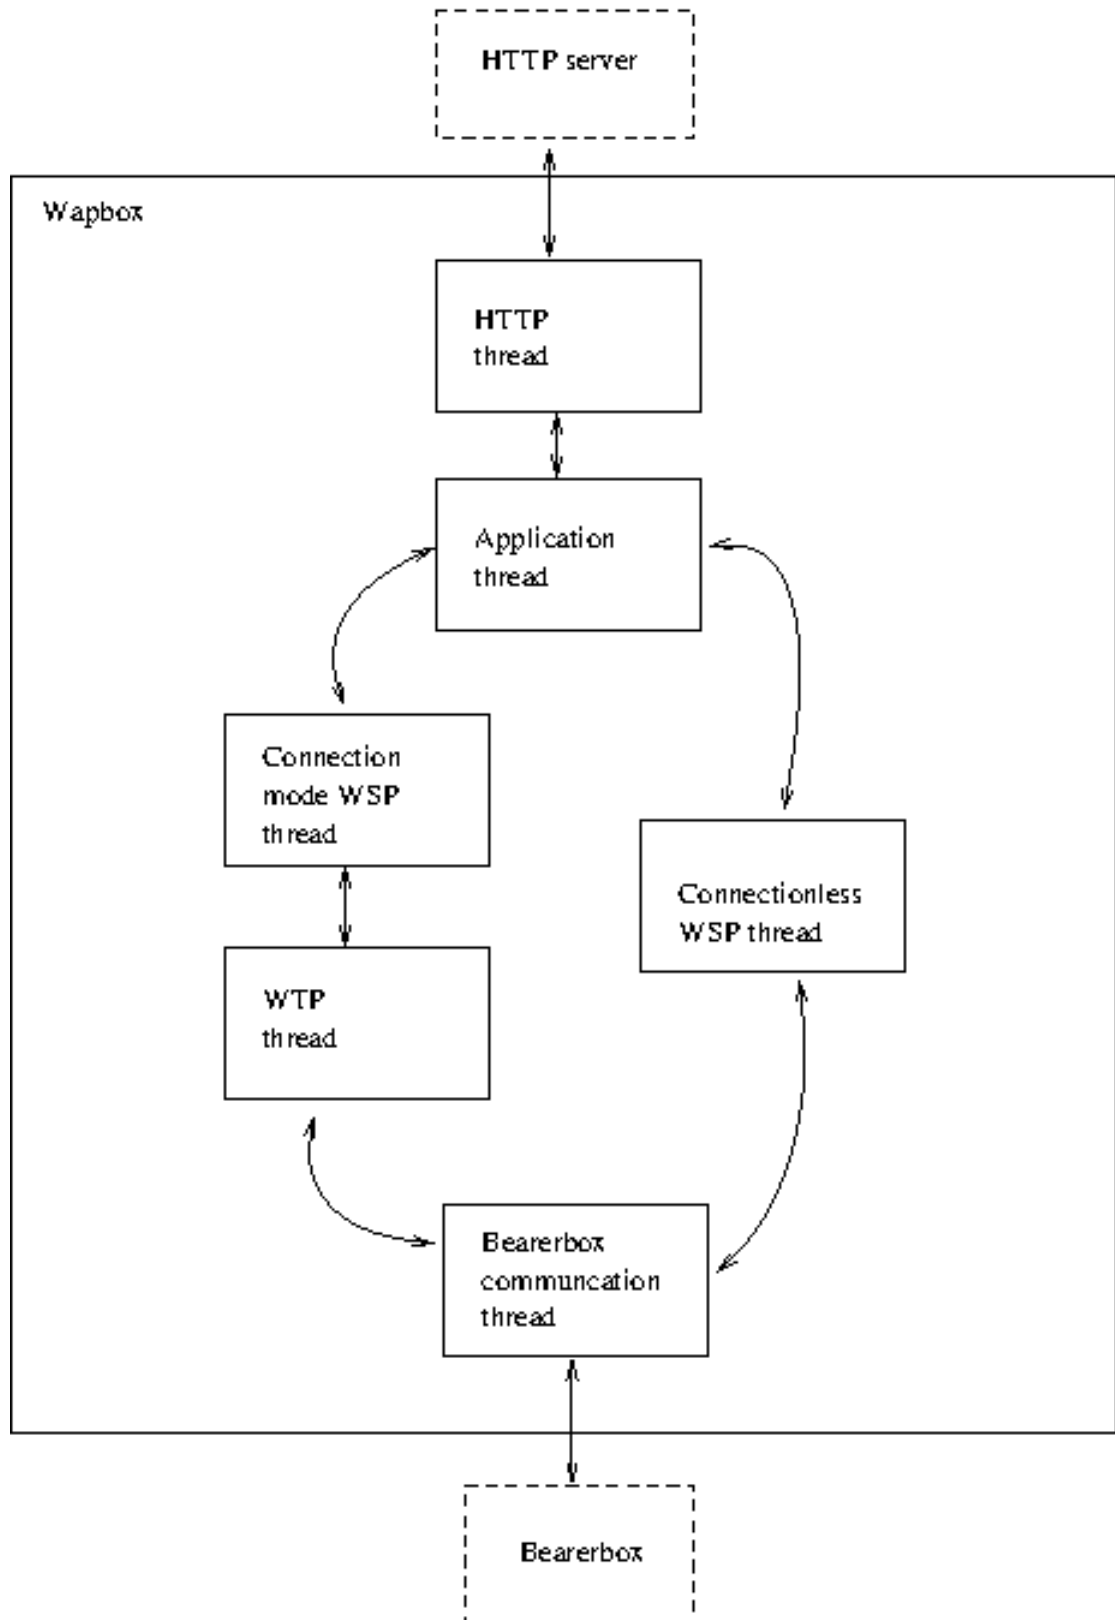 HTTP server
Wapbox
HTTP
thread
Application
thread
Connection
mode WSP
thread
Connectionless
WSP thread
WTP
thread
Bearerbox
communcation
thread
Bearerbox